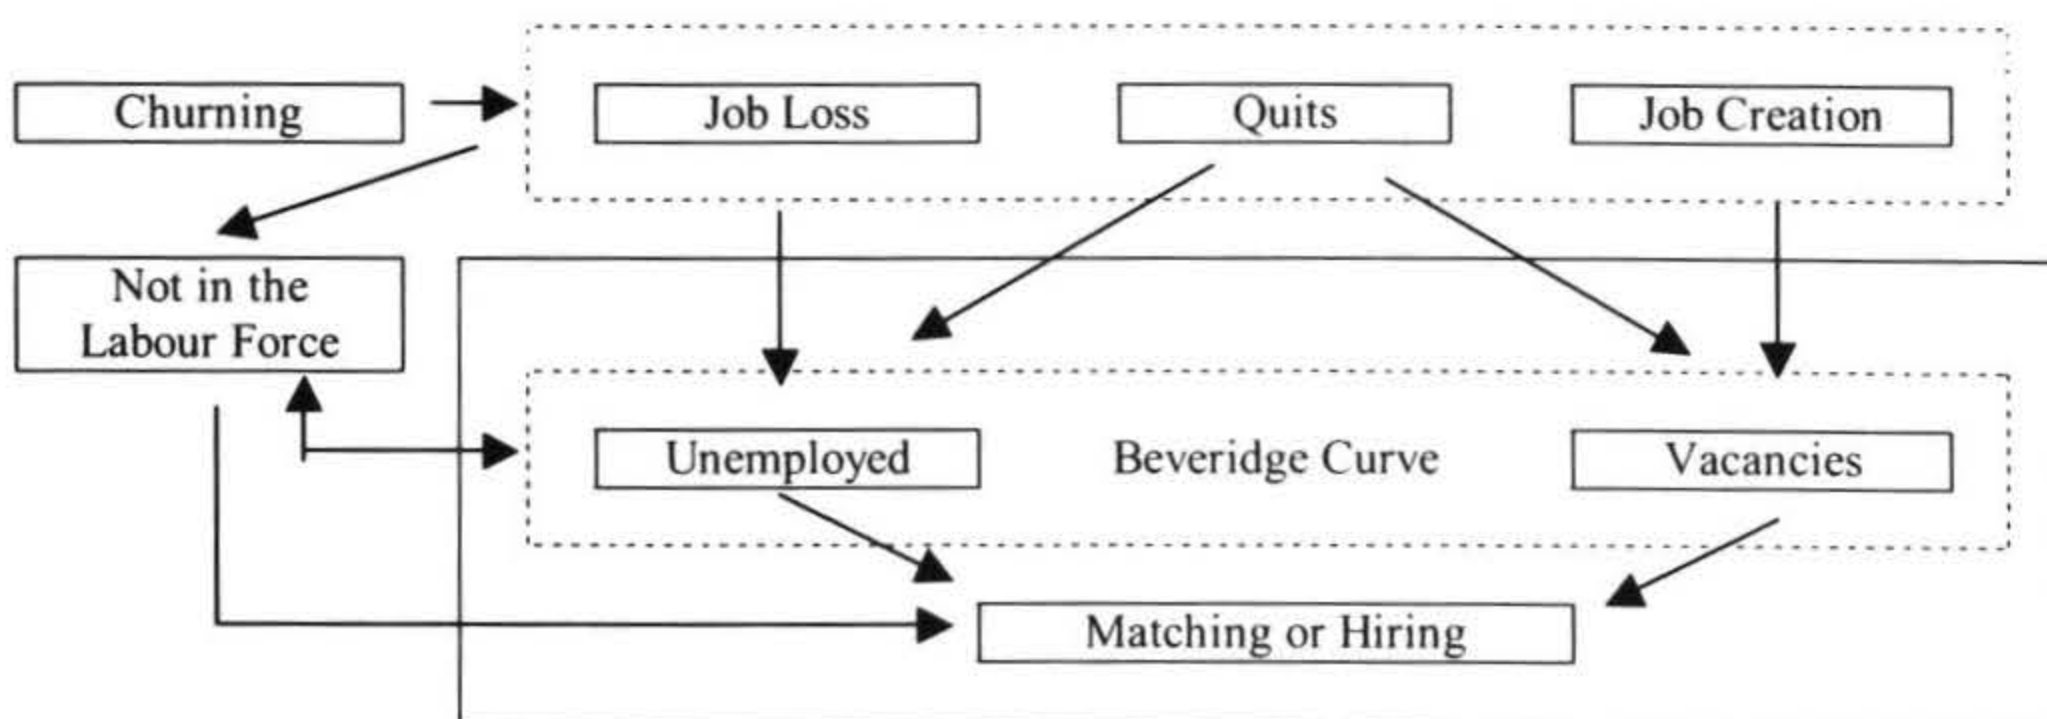 Churning
Job Loss
Quits
Job Creation
Not in the
Labour Force
Unemployed
Beveridge Curve
Vacancies
Matching or Hiring